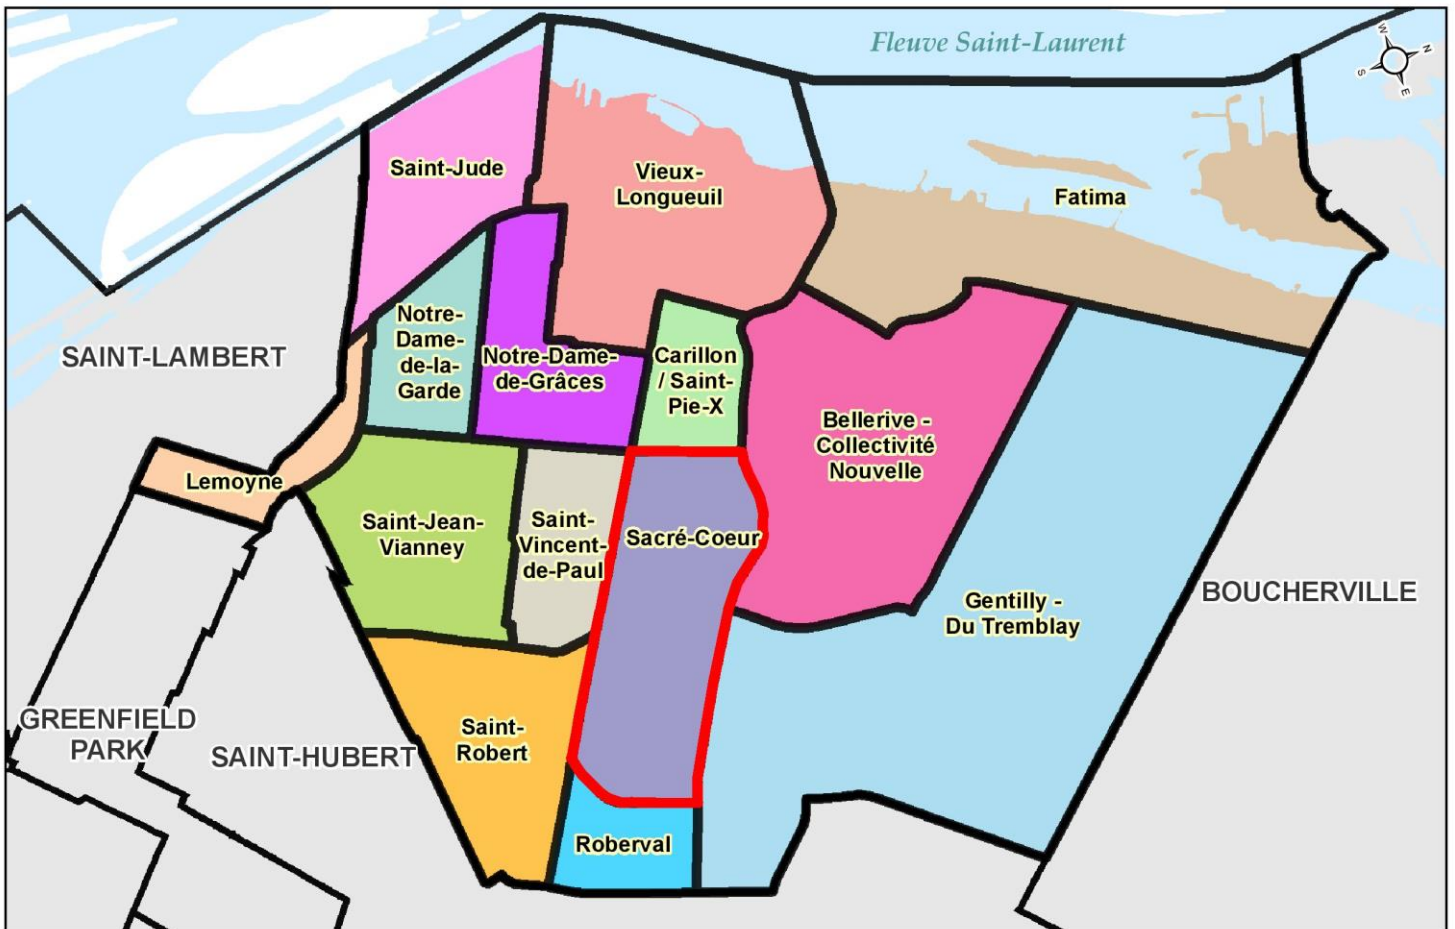 Fleuve Saint-Laurent
W
N
S
E
Saint-Jude
Vieux-
Longueuil
Fatima
Notre-
Dame-
de-la-
Garde
Notre-Dame-
de-Grâces
Carillon
/ Saint-
Pie-X
SAINT-LAMBERT
Bellerive -
Collectivité
Nouvelle
Lemoyne
Saint-Jean-
Vianney
Saint-
Vincent-
de-Paul
Sacré-Coeur
Gentilly -
Du Tremblay
BOUCHERVILLE
GREENFIELD
PARK
SAINT-HUBERT
Saint-
Robert
Roberval